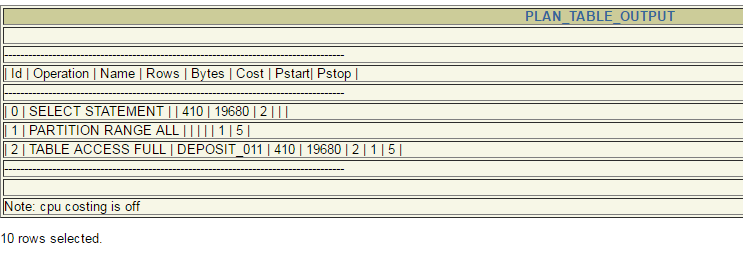 PLAN_TABLE_OUTPUT
--------------------------------------------------------------------------------------
| Id | Operation | Name | Rows | Bytes | Cost | Pstart| Pstop |
--------------------------------------------------------------------------------------
| 0 | SELECT STATEMENT | | 410 | 19680 | 2 | | |
| 1 | PARTITION RANGE ALL | | | | | 1 | 5 |
| 2 | TABLE ACCESS FULL | DEPOSIT_011 | 410 | 19680 | 2 | 1 | 5 |
--------------------------------------------------------------------------------------
Note: cpu costing is off
10 rows selected.